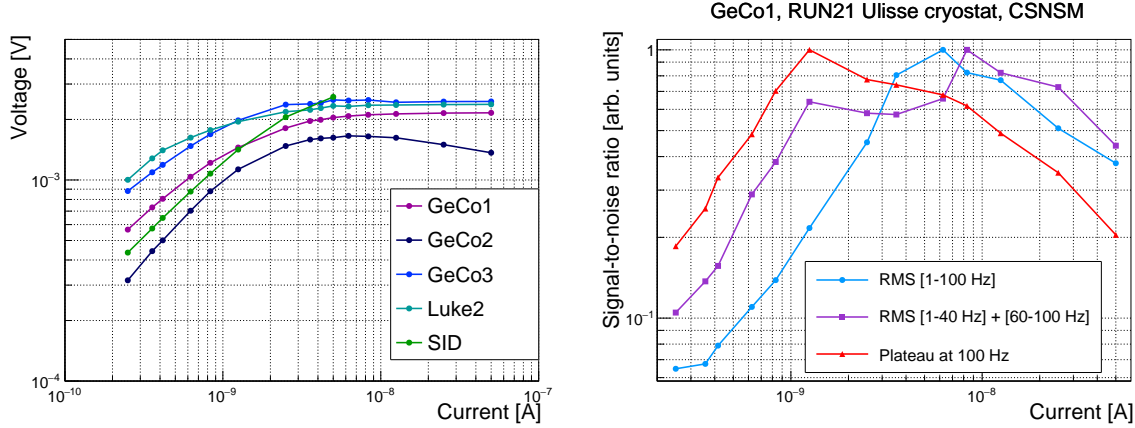 Voltage [V]
10⁻³
10⁻⁴
10⁻¹⁰
10⁻⁹
10⁻⁸
10⁻⁷
Current [A]
GeCo1
GeCo2
GeCo3
Luke2
SID
GeCo1, RUN21 Ulisse cryostat, CSNSM
Signal-to-noise ratio [arb. units]
1
10⁻¹
10⁻⁹
10⁻⁸
Current [A]
RMS [1-100 Hz]
RMS [1-40 Hz] + [60-100 Hz]
Plateau at 100 Hz